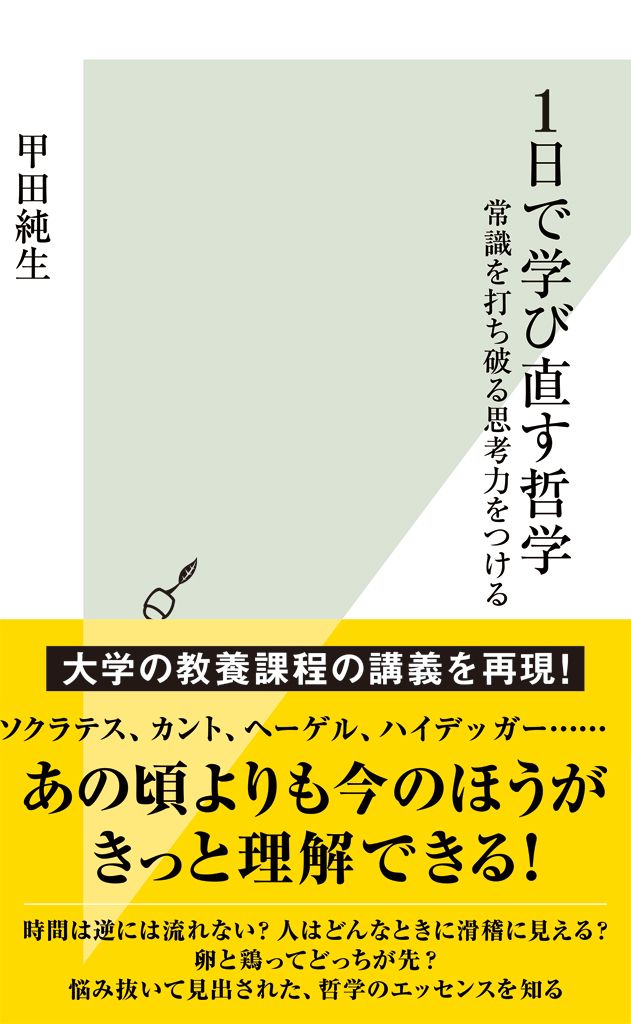 1日で学び直す哲学
常識を打ち破る思考力をつける
甲田純生
大学の教養課程の講義を再現!
ソクラテス、カント、ヘーゲル、ハイデッガー……
あの頃よりも今のほうが
きっと理解できる!
時間は逆には流れない? 人はどんなときに滑稽に見える?
卵と鶏ってどっちが先?
悩み抜いて見出された、哲学のエッセンスを知る